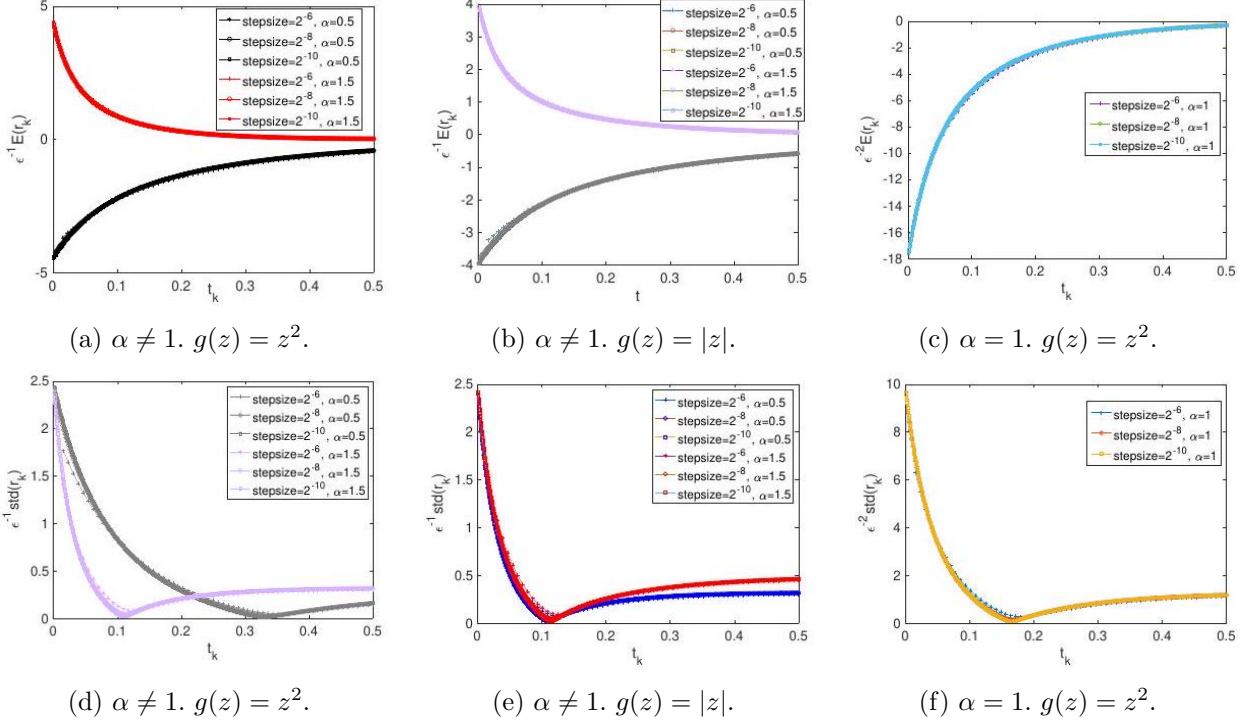 5
0
-5
0 0.1 0.2 0.3 0.4 0.5
t_k
ϵ^-1 E(r_k)
stepsize=2^-6, α=0.5
stepsize=2^-8, α=0.5
stepsize=2^-10, α=0.5
stepsize=2^-6, α=1.5
stepsize=2^-8, α=1.5
stepsize=2^-10, α=1.5
(a) α ≠ 1. g(z) = z^2.
4
3
2
1
0
-1
-2
-3
-4
0 0.1 0.2 0.3 0.4 0.5
t
ϵ^-1 E(r_k)
stepsize=2^-6, α=0.5
stepsize=2^-8, α=0.5
stepsize=2^-10, α=0.5
stepsize=2^-6, α=1.5
stepsize=2^-8, α=1.5
stepsize=2^-10, α=1.5
(b) α ≠ 1. g(z) = |z|.
-0
-2
-4
-6
-8
-10
-12
-14
-16
-18
0 0.1 0.2 0.3 0.4 0.5
t_k
ϵ^-2 E(r_k)
stepsize=2^-6, α=1
stepsize=2^-8, α=1
stepsize=2^-10, α=1
(c) α = 1. g(z) = z^2.
2.5
2
1.5
1
0.5
0
0 0.1 0.2 0.3 0.4 0.5
t_k
ϵ^-1 std(r_k)
stepsize=2^-6, α=0.5
stepsize=2^-8, α=0.5
stepsize=2^-10, α=0.5
stepsize=2^-6, α=1.5
stepsize=2^-8, α=1.5
stepsize=2^-10, α=1.5
(d) α ≠ 1. g(z) = z^2.
2.5
2
1.5
1
0.5
0
0 0.1 0.2 0.3 0.4 0.5
t_k
ϵ^-1 std(r_k)
stepsize=2^-6, α=0.5
stepsize=2^-8, α=0.5
stepsize=2^-10, α=0.5
stepsize=2^-6, α=1.5
stepsize=2^-8, α=1.5
stepsize=2^-10, α=1.5
(e) α ≠ 1. g(z) = |z|.
10
8
6
4
2
0
0 0.1 0.2 0.3 0.4 0.5
t_k
ϵ^-2 std(r_k)
stepsize=2^-6, α=1
stepsize=2^-8, α=1
stepsize=2^-10, α=1
(f) α = 1. g(z) = z^2.